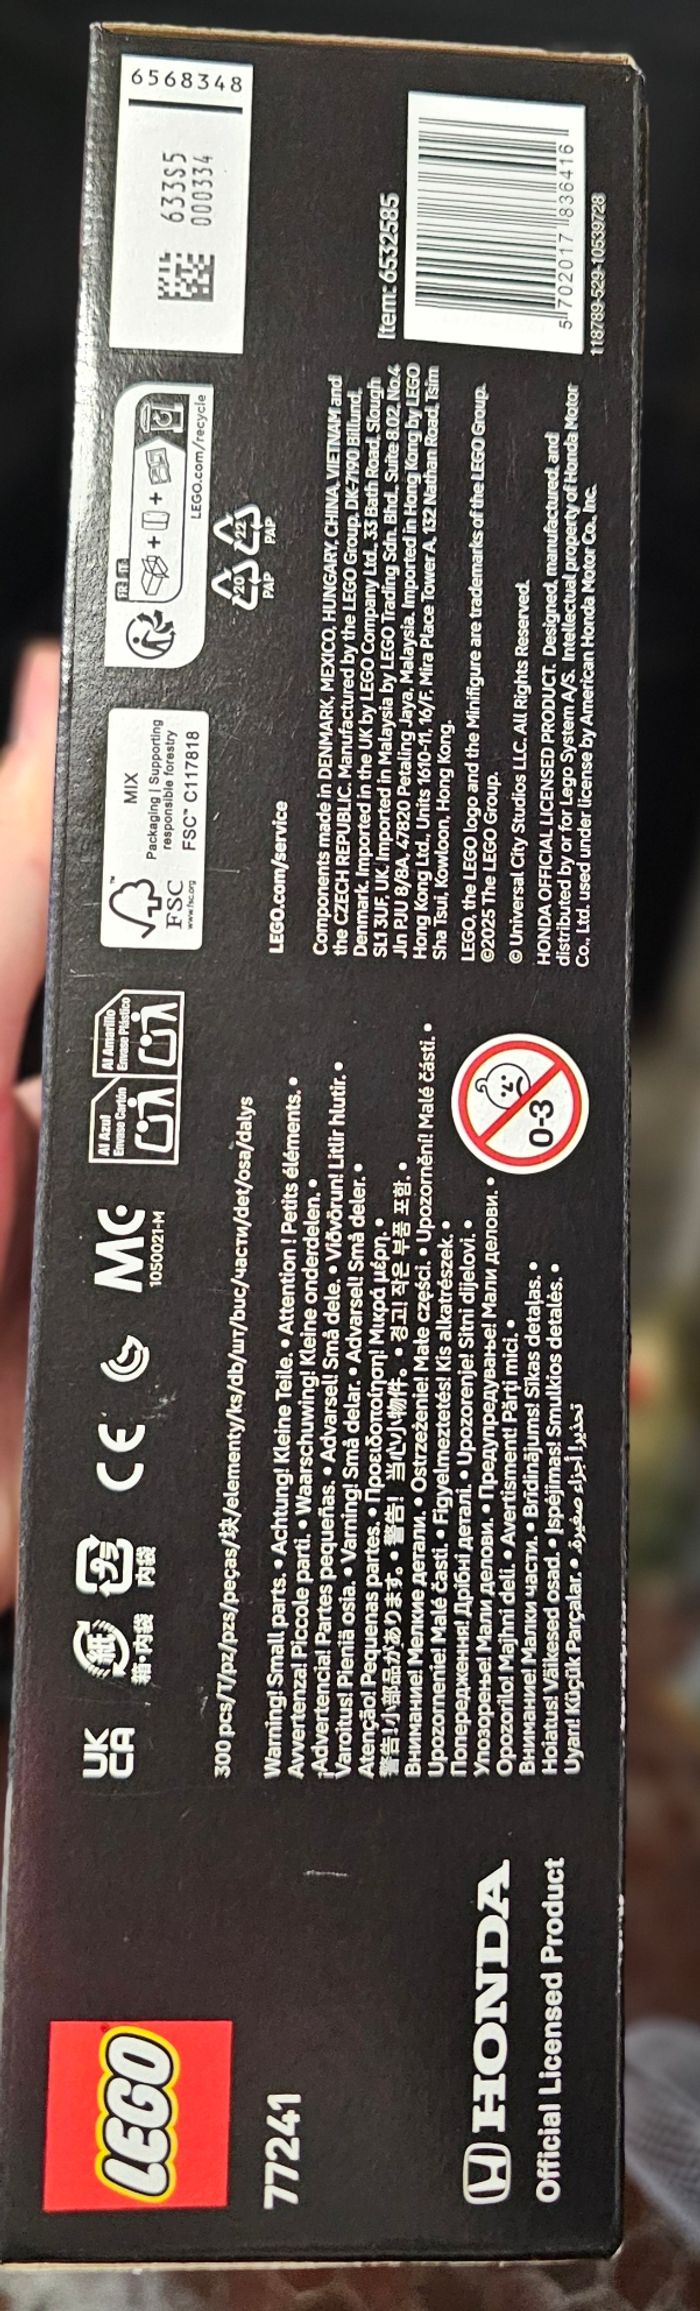 LEGO
77241
HONDA
Official Licensed Product
UK
CA
紙
箱・内袋
プラ
内袋
CE
MC
1050021-M
Al Azul
Envase Cartón
Al Amarillo
Envase Plástico
300 pcs/T/pz/pzs/peças/块/elementy/ks/db/шт/buc/части/det/osa/dalys
Warning! Small parts. • Achtung! Kleine Teile. • Attention ! Petits éléments. •
Avvertenza! Piccole parti. • Waarschuwing! Kleine onderdelen. •
¡Advertencia! Partes pequeñas. • Advarsel! Små dele. • Viðvörun! Litlir hlutir. •
Varoitus! Pieniä osia. • Varning! Små delar. • Advarsel! Små deler. •
Atenção! Pequenas partes. • Προειδοποίηση! Μικρά μέρη. •
警告!小部品があります。 • 警告! 当心小物件。 • 경고! 작은 부품 포함. •
Внимание! Мелкие детали. • Ostrzeżenie! Małe części. • Upozornění! Malé části. •
Upozornenie! Malé časti. • Figyelmeztetés! Kis alkatrészek. •
Попередження! Дрібні деталі. • Upozorenje! Sitni dijelovi. •
Упозорење! Мали делови. • Предупредување! Мали делови. •
Opozorilo! Majhni deli. • Avertisment! Părți mici. •
Внимание! Малки части. • Brīdinājums! Sīkas detaļas. •
Hoiatus! Väikesed osad. • Įspėjimas! Smulkios detalės. •
Uyarı! Küçük Parçalar. • تحذير! أجزاء صغيرة.
0-3
FSC
www.fsc.org
MIX
Packaging | Supporting
responsible forestry
FSC™ C117818
FR
IT
LEGO.com/recycle
20
PAP
22
PAP
LEGO.com/service
Components made in DENMARK, MEXICO, HUNGARY, CHINA, VIETNAM and
the CZECH REPUBLIC. Manufactured by the LEGO Group, DK-7190 Billund,
Denmark. Imported in the UK by LEGO Company Ltd., 33 Bath Road, Slough
SL1 3UF, UK. Imported in Malaysia by LEGO Trading Sdn. Bhd., Suite 8.02, No.4
Jln PJU 8/8A, 47820 Petaling Jaya, Malaysia. Imported in Hong Kong by LEGO
Hong Kong Ltd. Units 1610-11, 16/F. Mira Place Tower A, 132 Nathan Road, Tsim
Sha Tsui, Kowloon, Hong Kong.
LEGO, the LEGO logo and the Minifigure are trademarks of the LEGO Group.
©2025 The LEGO Group.
© Universal City Studios LLC. All Rights Reserved.
HONDA OFFICIAL LICENSED PRODUCT. Designed, manufactured, and
distributed by or for Lego System A/S. Intellectual property of Honda Motor
Co., Ltd. used under license by American Honda Motor Co., Inc.
6568348
633S5
000334
Item: 6532585
5 702017 836416
118789-529-10539728